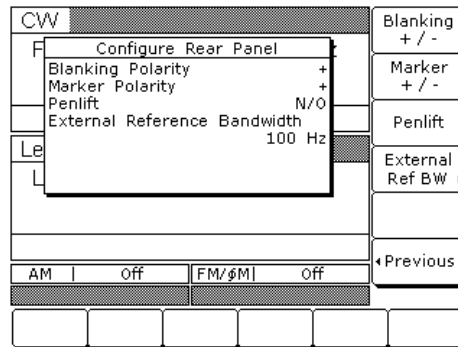 CW
F
Configure Rear Panel
Blanking Polarity +
Marker Polarity +
Penlift N/O
External Reference Bandwidth
100 Hz
Le
L
AM | Off FM/ϕM| Off
Blanking
+ / -
Marker
+ / -
Penlift
External
Ref BW
Previous